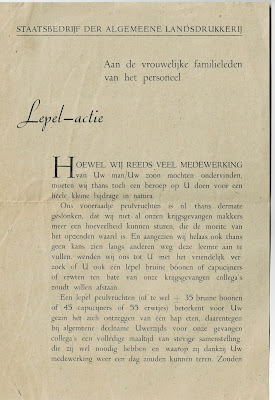 STAATSBEDRIJF DER ALGEMEENE LANDSDRUKKERIJ
Aan de vrouwelijke familieleden
van het personeel
Lepel-actie
HOEWEL WIJ REEDS VEEL MEDEWERKING
van Uw man/Uw zoon mochten ondervinden,
moeten wij thans toch een beroep op U doen voor een
heele kleine bijdrage in natura.
Ons voorraadje peulvruchten is nl. thans dermate
geslonken, dat wij met al onzen krijgsgevangen makkers
meer een hoeveelheid kunnen sturen, die de moeite van
het opzenden waard is. En aangezien wij helaas ook thans
geen kans zien langs anderen weg deze leemte aan te
vullen, wenden wij ons tot U met het vriendelijk ver-
zoek of U ook een lepel bruine boonen of capucijners
of erwten ten bate van onze krijgsgevangen collega's
zoudt willen afstaan.
Een lepel peulvruchten (of te wel ± 35 bruine boonen
of 45 capucijners of 55 erwtjes) beteekent voor Uw
gezin het zich ontzeggen van één hap eten, daarentegen
bij algemeene deelname Uwerzijds voor onze gevangen
collega's een volledige maaltijd van stevige samenstelling,
die zij wel noodig hebben en waarop zij dankzij Uw
medewerking weer een dag zouden kunnen teren. Zouden